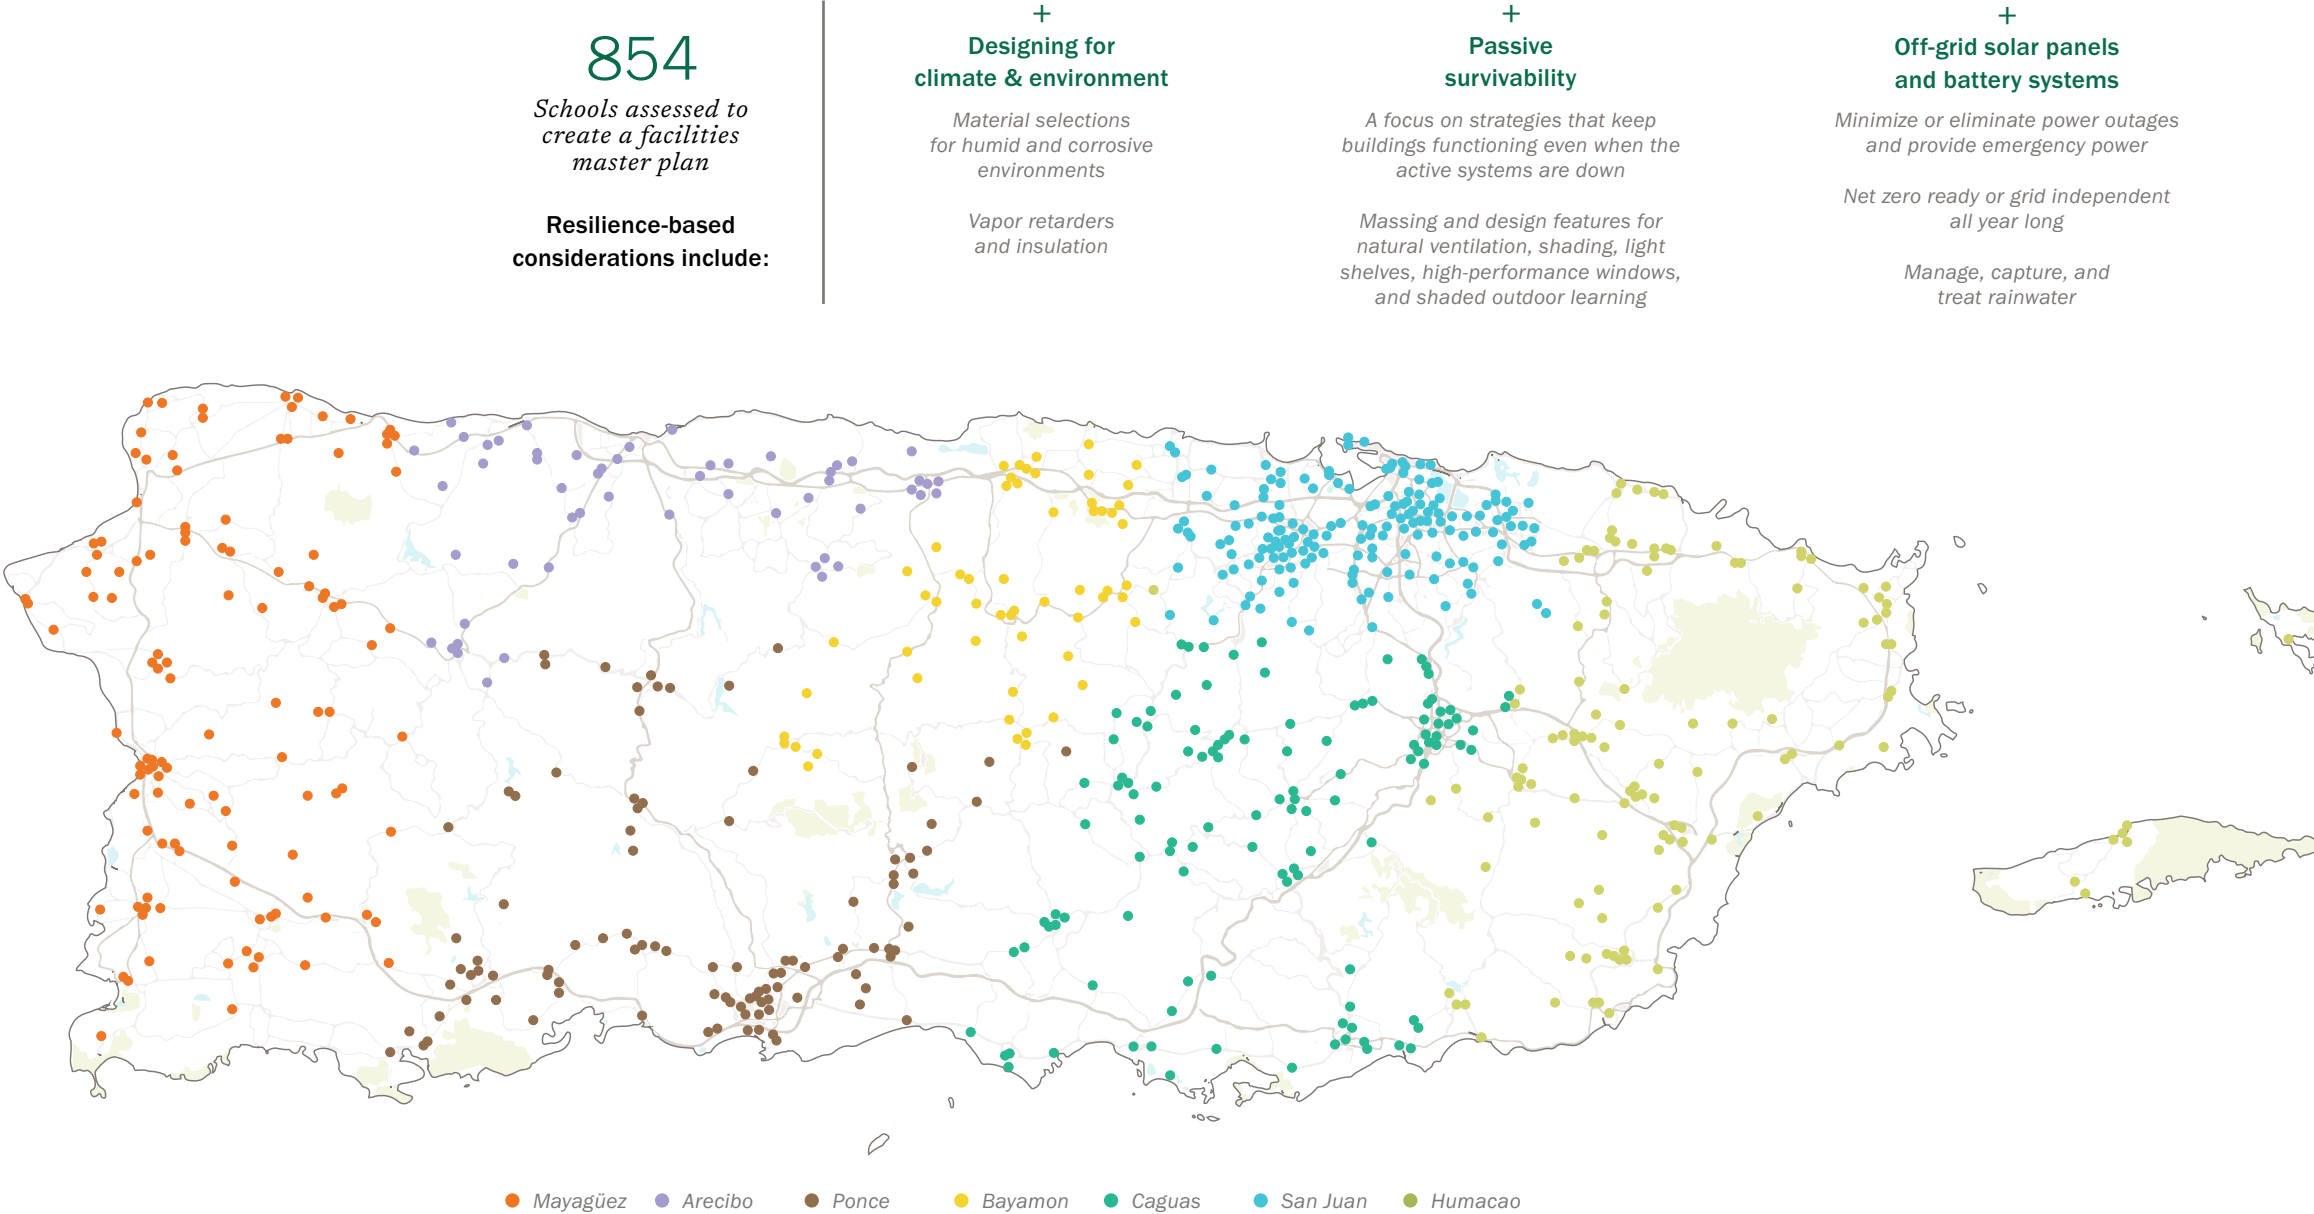 854
Schools assessed to
create a facilities
master plan
Resilience-based
considerations include:
+
Designing for
climate & environment
Material selections
for humid and corrosive
environments
Vapor retarders
and insulation
+
Passive
survivability
A focus on strategies that keep
buildings functioning even when the
active systems are down
Massing and design features for
natural ventilation, shading, light
shelves, high-performance windows,
and shaded outdoor learning
+
Off-grid solar panels
and battery systems
Minimize or eliminate power outages
and provide emergency power
Net zero ready or grid independent
all year long
Manage, capture, and
treat rainwater
Mayagüez
Arecibo
Ponce
Bayamon
Caguas
San Juan
Humacao